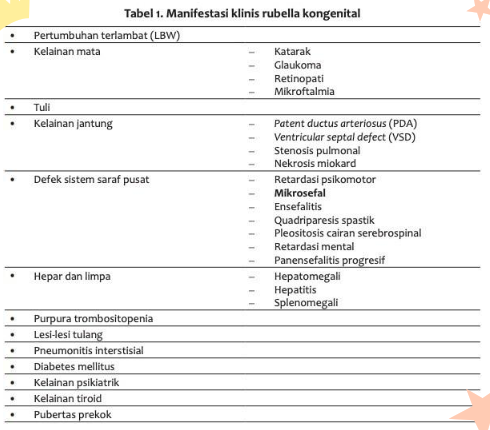 Tabel 1. Manifestasi klinis rubella kongenital
• Pertumbuhan terlambat (LBW)
• Kelainan mata – Katarak
– Glaukoma
– Retinopati
– Mikroftalmia
• Tuli
• Kelainan jantung – Patent ductus arteriosus (PDA)
– Ventricular septal defect (VSD)
– Stenosis pulmonal
– Nekrosis miokard
• Defek sistem saraf pusat – Retardasi psikomotor
– Mikrosefal
– Ensefalitis
– Quadriparesis spastik
– Pleositosis cairan serebrospinal
– Retardasi mental
– Panensefalitis progresif
• Hepar dan limpa – Hepatomegali
– Hepatitis
– Splenomegali
• Purpura trombositopenia
• Lesi-lesi tulang
• Pneumonitis interstisial
• Diabetes mellitus
• Kelainan psikiatrik
• Kelainan tiroid
• Pubertas prekok